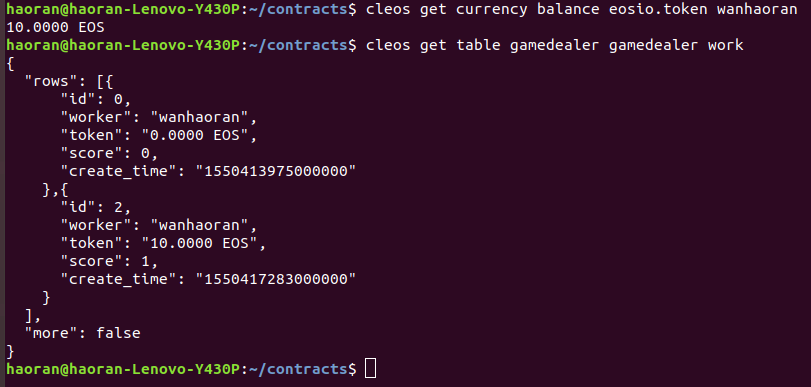 haoran@haoran-Lenovo-Y430P:~/contracts$ cleos get currency balance eosio.token wanhaoran
10.0000 EOS
haoran@haoran-Lenovo-Y430P:~/contracts$ cleos get table gamedealer gamedealer work
{
  "rows": [{
      "id": 0,
      "worker": "wanhaoran",
      "token": "0.0000 EOS",
      "score": 0,
      "create_time": "1550413975000000"
    },{
      "id": 2,
      "worker": "wanhaoran",
      "token": "10.0000 EOS",
      "score": 1,
      "create_time": "1550417283000000"
    }
  ],
  "more": false
}
haoran@haoran-Lenovo-Y430P:~/contracts$